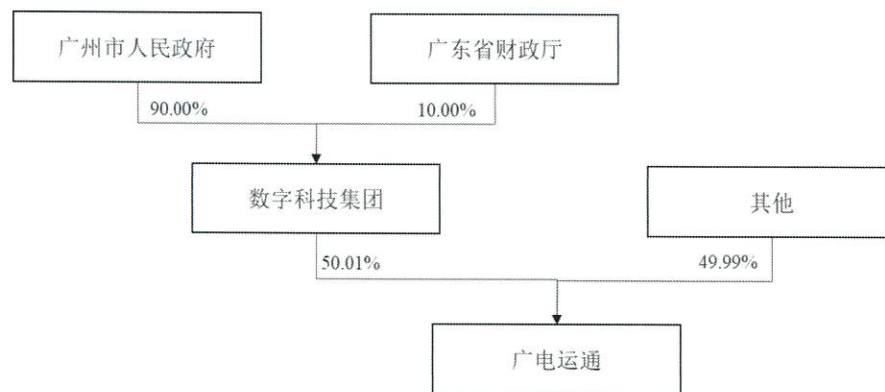 广州市人民政府
广东省财政厅
90.00%
10.00%
数字科技集团
其他
50.01%
49.99%
广电运通